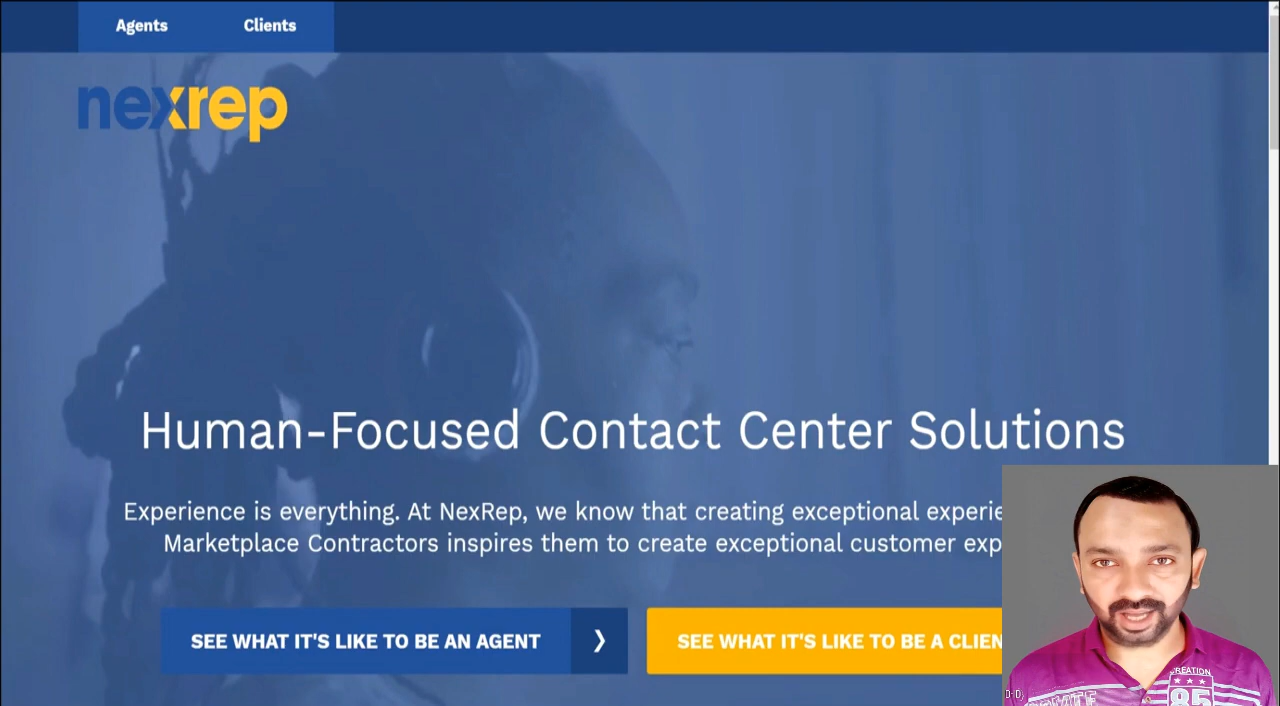 Agents Clients
nexrep
Human-Focused Contact Center Solutions
Experience is everything. At NexRep, we know that creating exceptional experie
Marketplace Contractors inspires them to create exceptional customer exp
SEE WHAT IT'S LIKE TO BE AN AGENT
SEE WHAT IT'S LIKE TO BE A CLIEN
CREATION
85